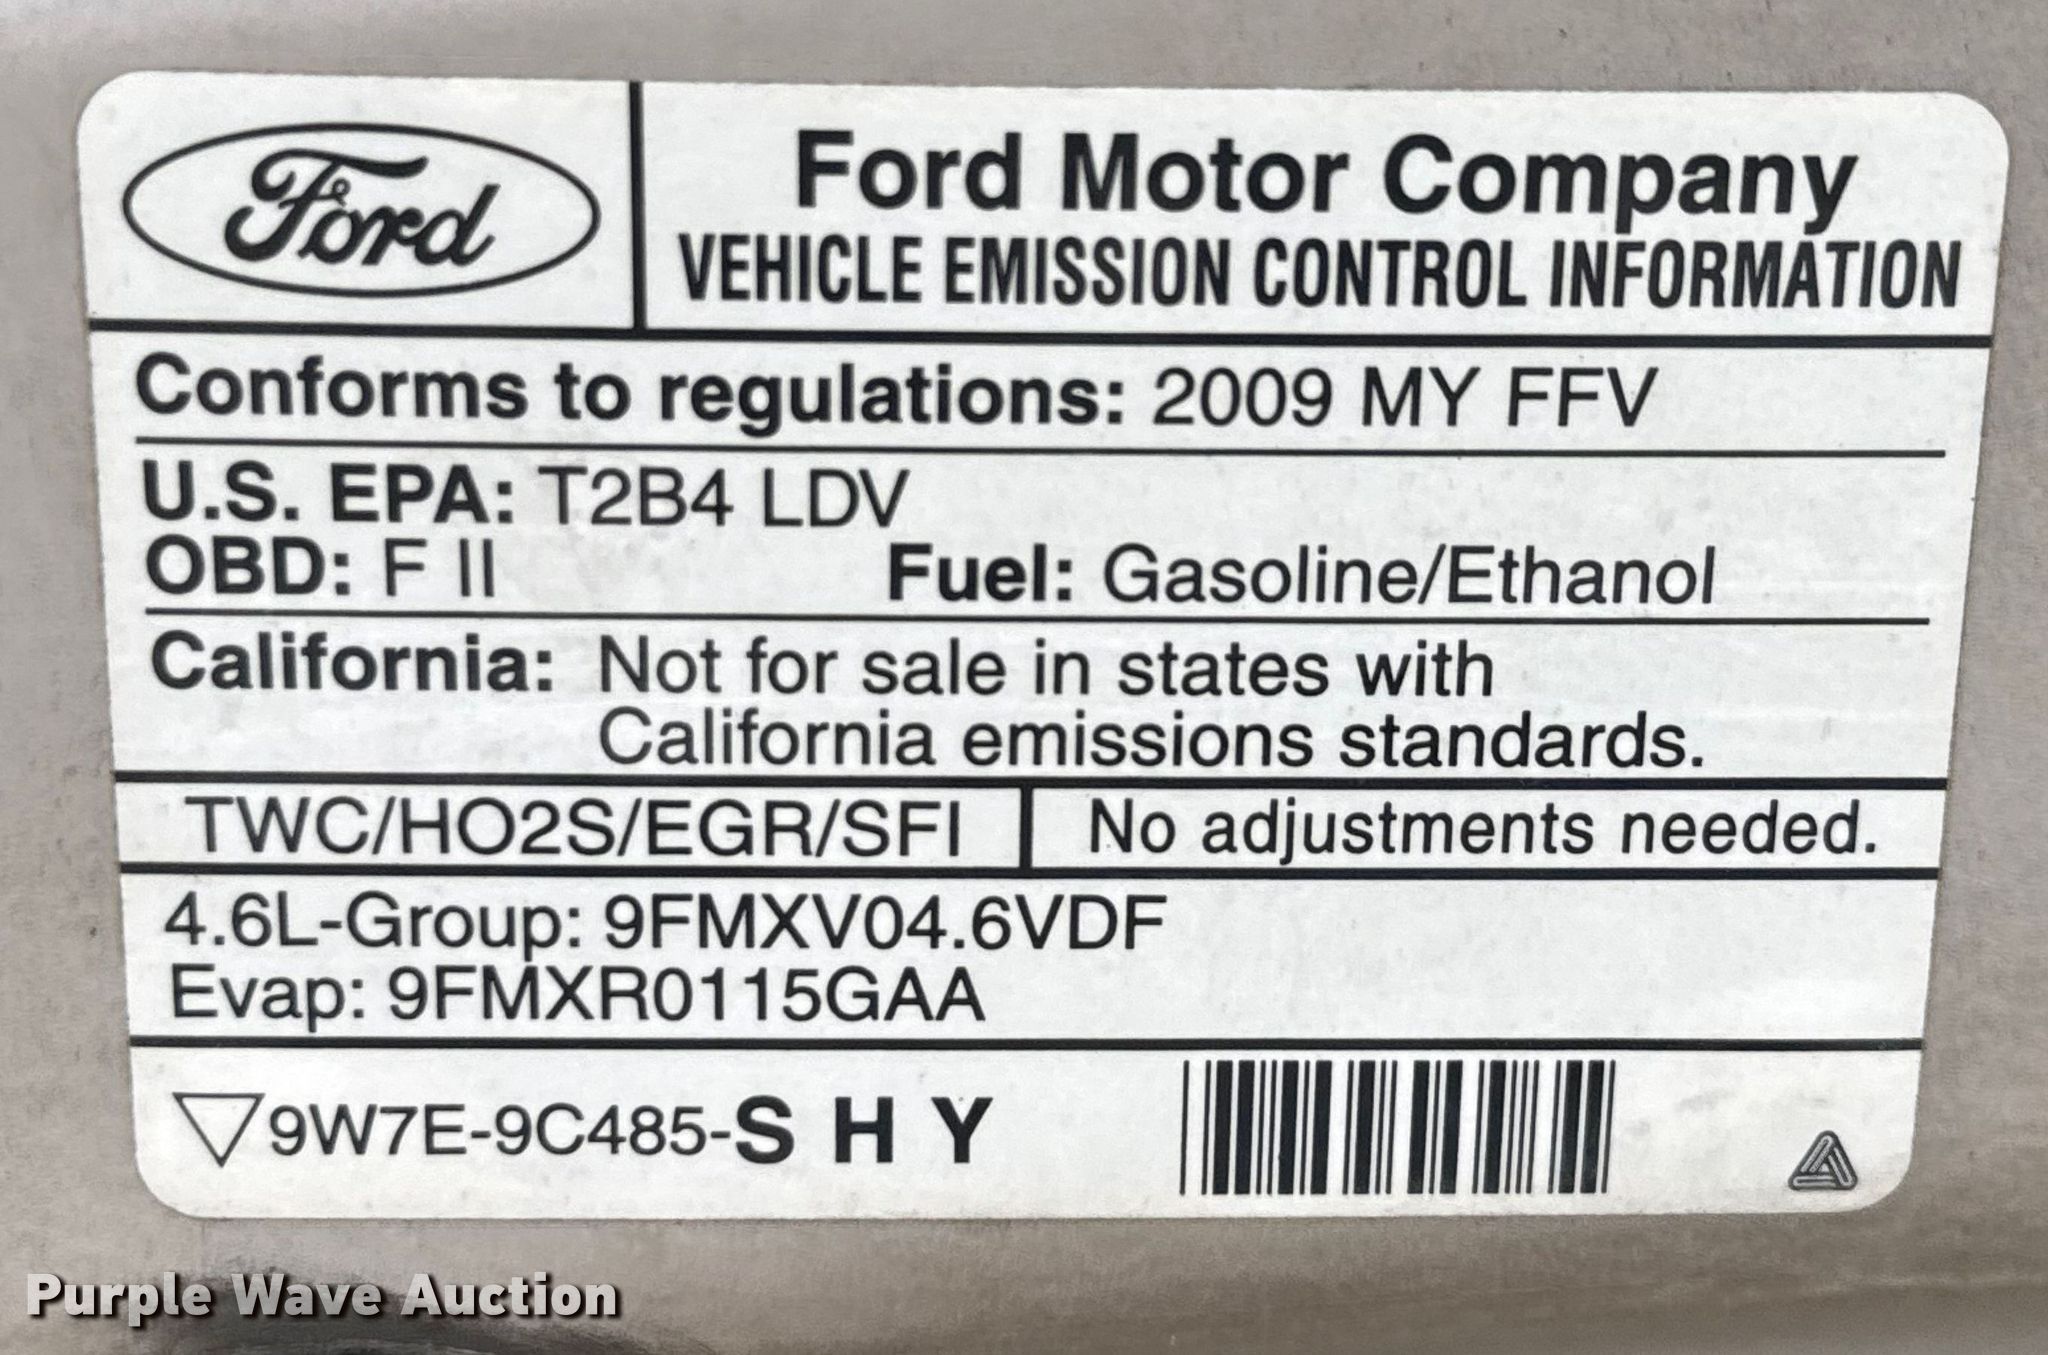 Ford
Ford Motor Company
VEHICLE EMISSION CONTROL INFORMATION
Conforms to regulations: 2009 MY FFV
U.S. EPA: T2B4 LDV
OBD: F II Fuel: Gasoline/Ethanol
California: Not for sale in states with
California emissions standards.
TWC/HO2S/EGR/SFI No adjustments needed.
4.6L-Group: 9FMXV04.6VDF
Evap: 9FMXR0115GAA
9W7E-9C485-S H Y
Purple Wave Auction